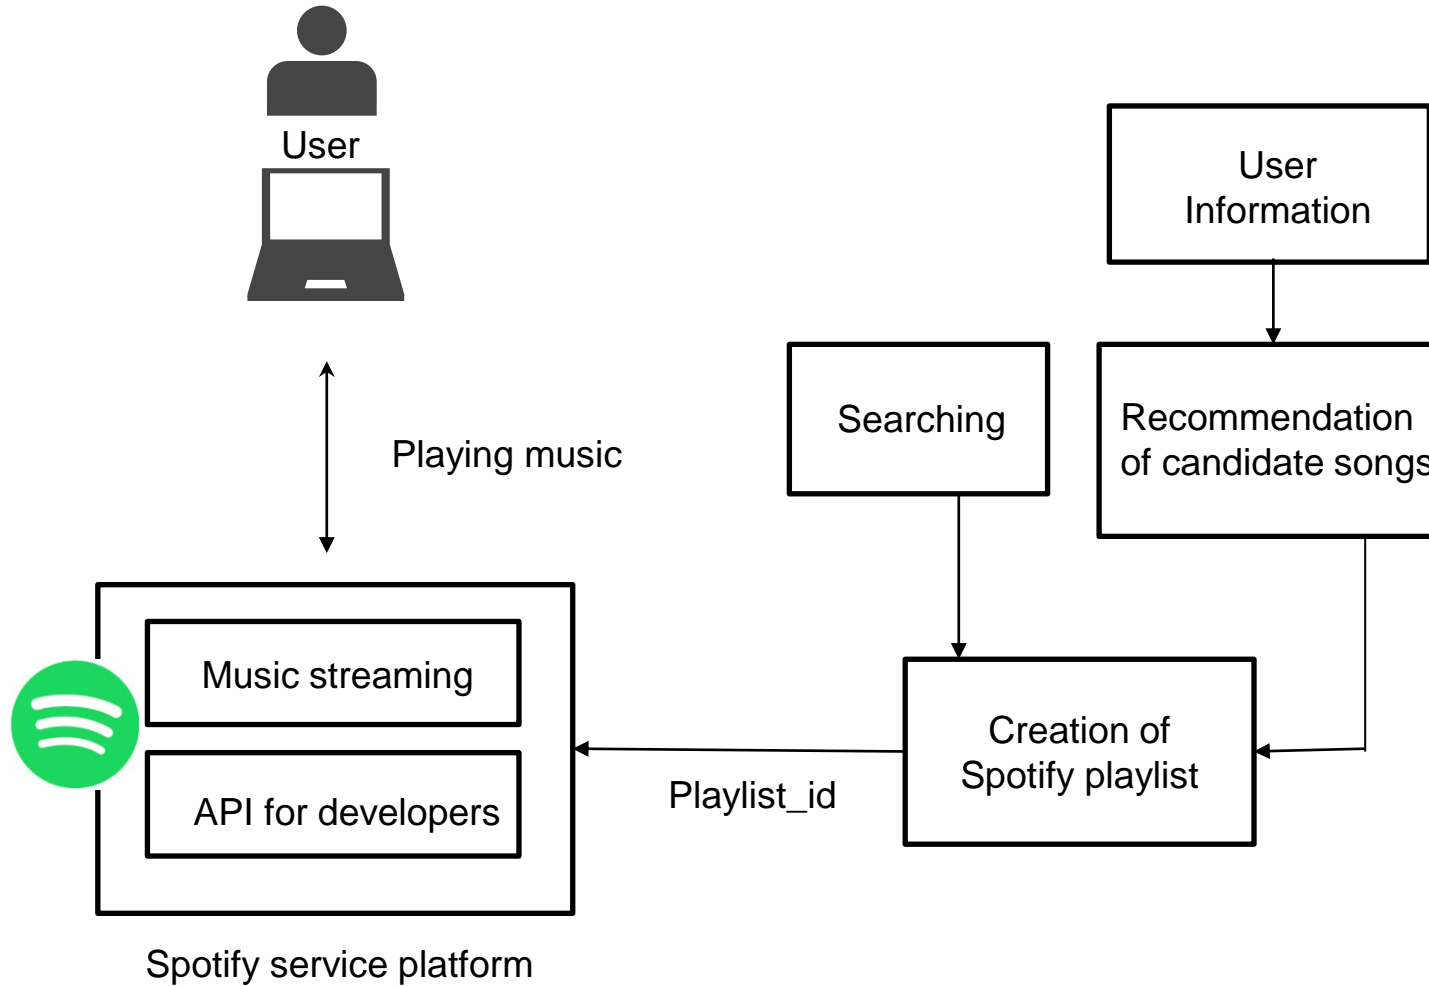 User
User
Information
Searching
Recommendation
of candidate songs
Playing music
Music streaming
API for developers
Creation of
Spotify playlist
Playlist_id
Spotify service platform